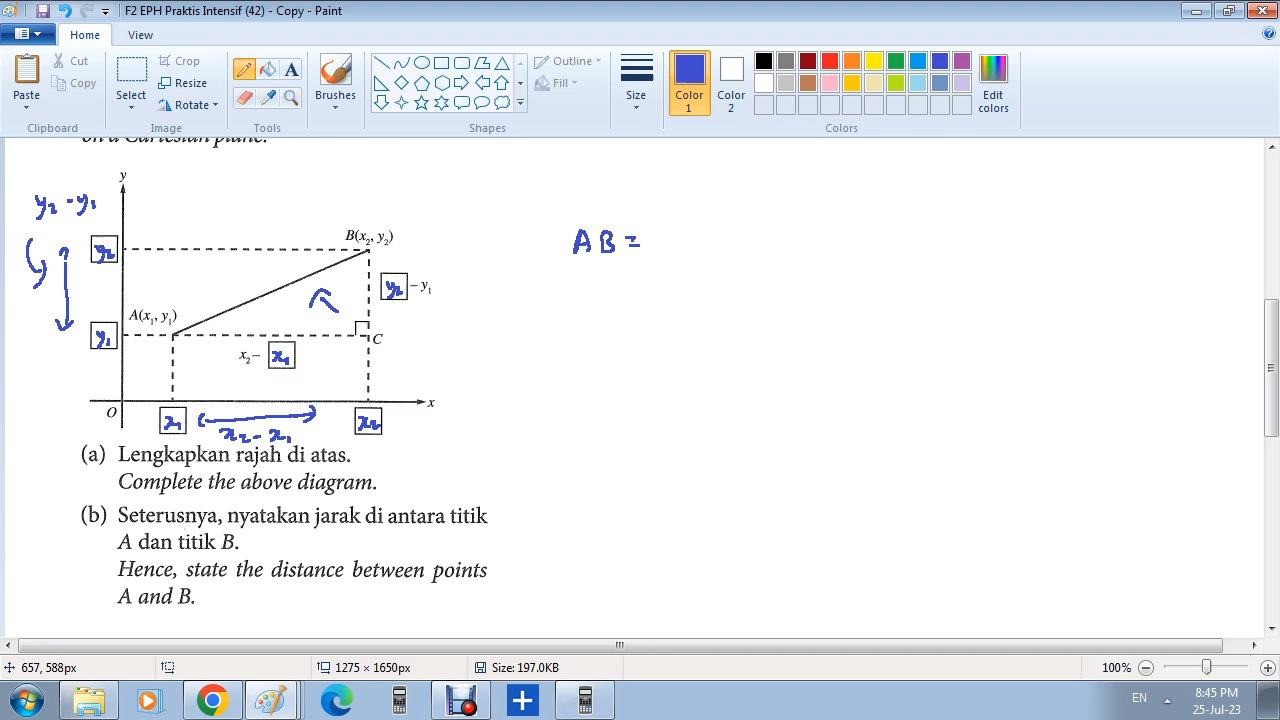 F2 EPH Praktis Intensif (42) - Copy - Paint
Home View
Paste Cut Copy
Select Crop Resize Rotate
Brushes
Outline Fill
Size
Color 1
Color 2
Edit colors
Clipboard Image Tools Shapes Colors
on a Cartesian plane.
y
y₂ - y₁
B(x₂, y₂)
y₂
AB =
y₂ - y₁
A(x₁, y₁)
y₁
C
x₂ - x₁
x
O
x₁ x₂
x₂ - x₁
(a) Lengkapkan rajah di atas.
Complete the above diagram.
(b) Seterusnya, nyatakan jarak di antara titik
A dan titik B.
Hence, state the distance between points
A and B.
657, 588px 1275 × 1650px Size: 197.0KB 100%
EN 8:45 PM
25-Jul-23